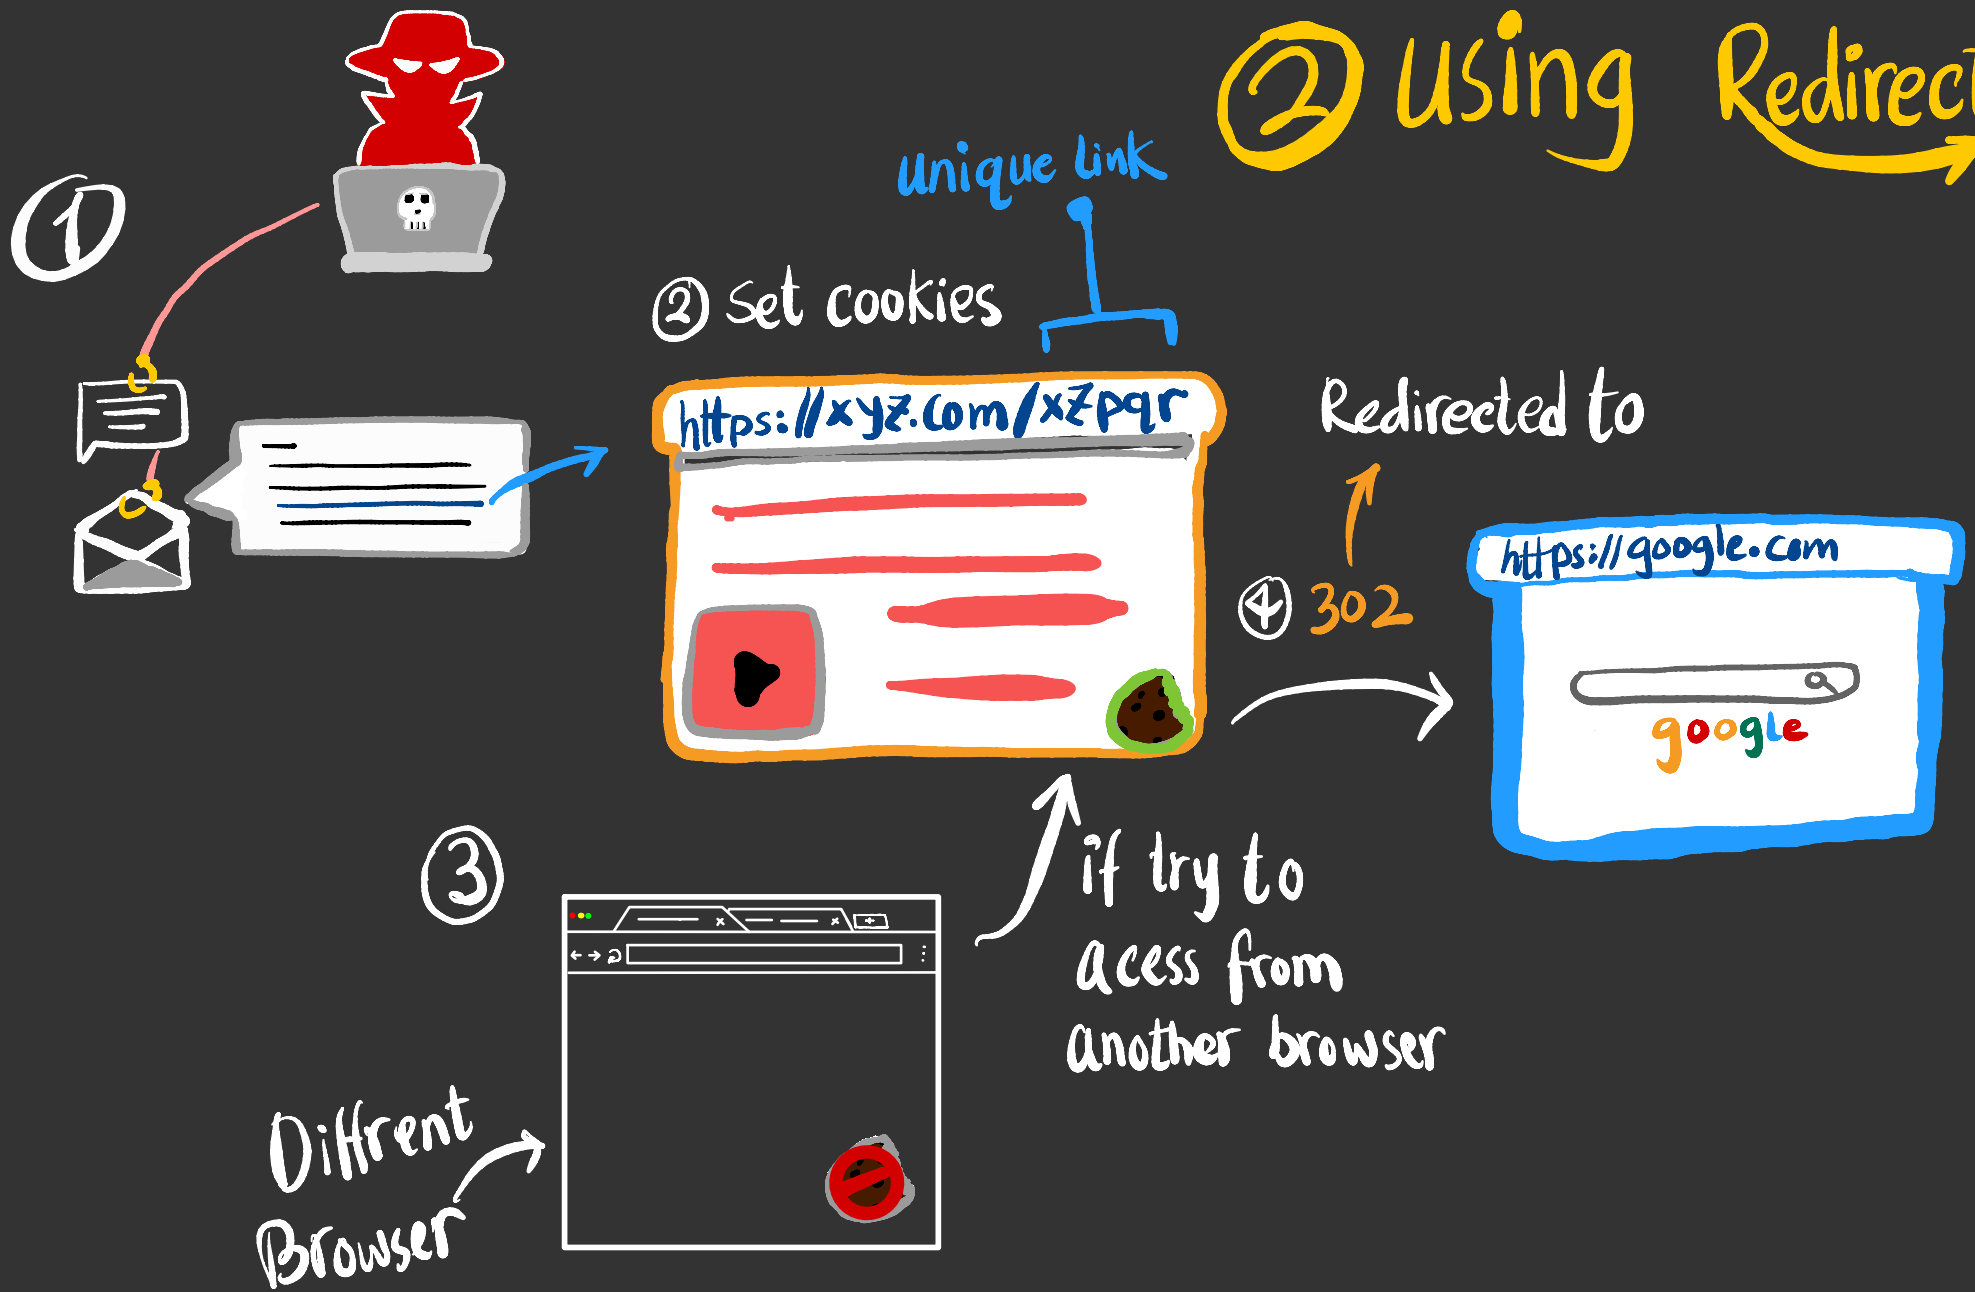 ② Using Redirect
①
unique link
② Set cookies
https://xyz.com/xzpqr
Redirected to
④ 302
https://google.com
google
③
if try to
acess from
another browser
Diffrent
Browser